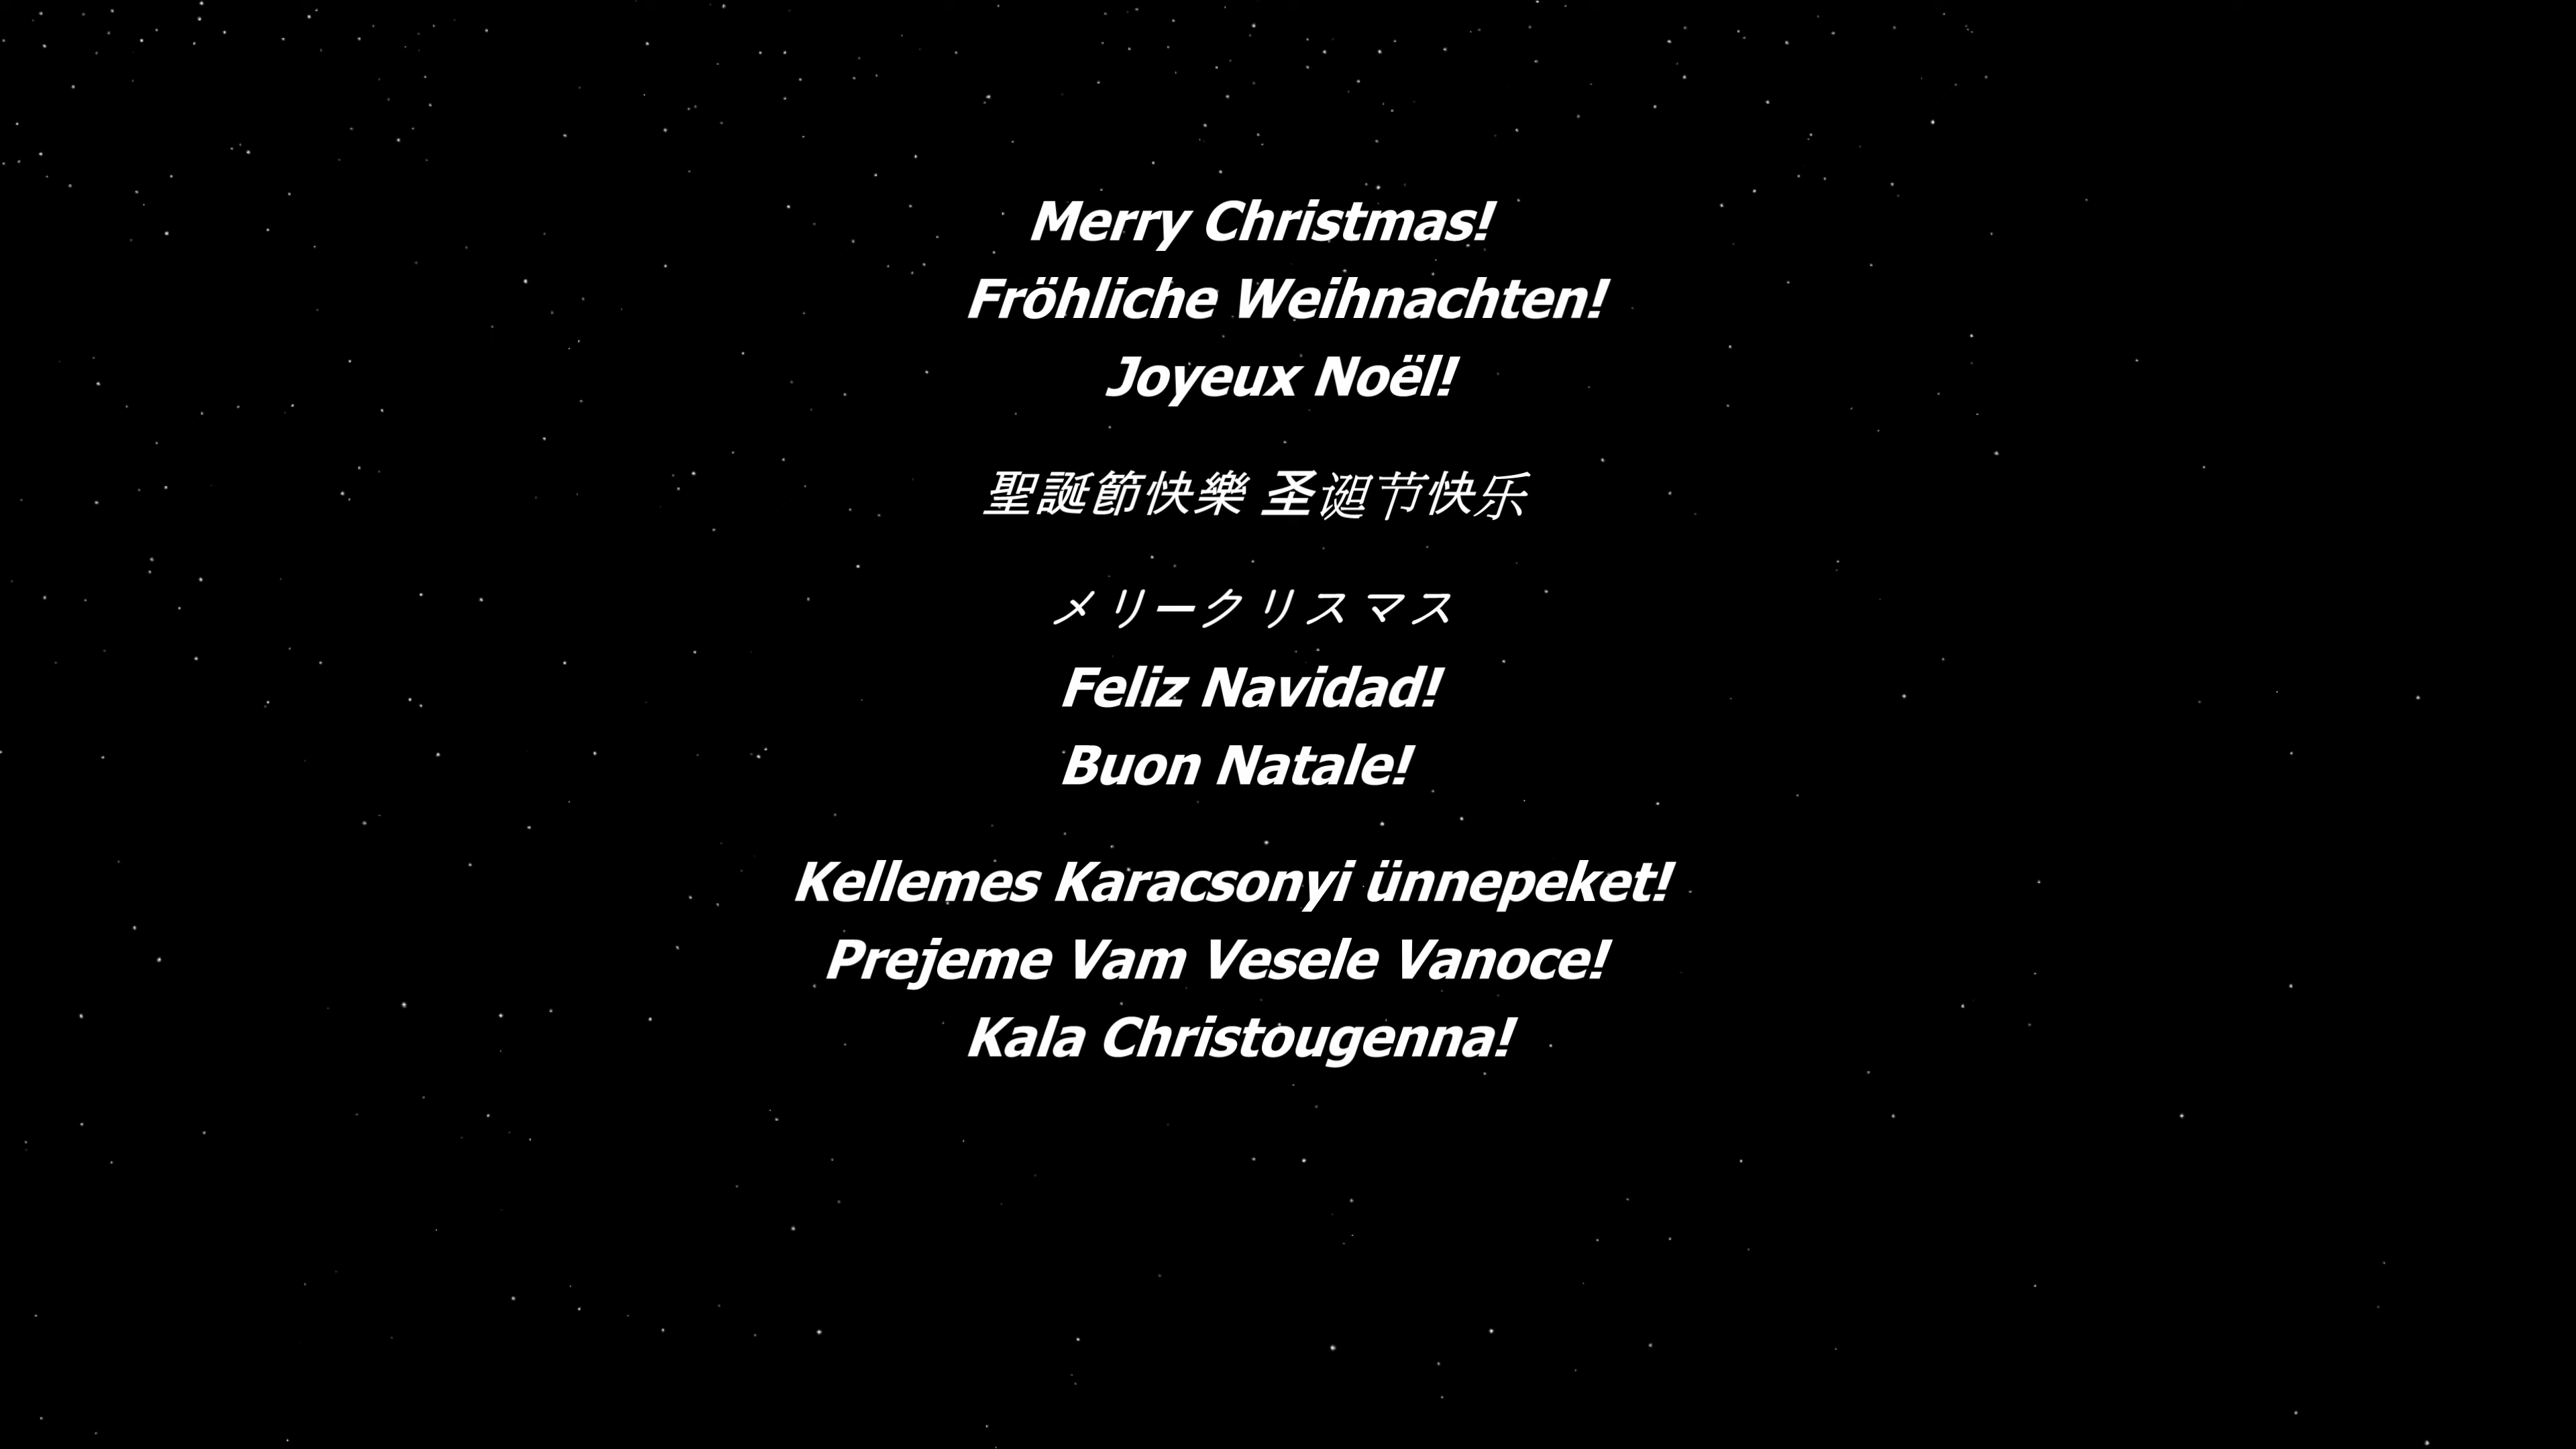 Merry Christmas!
Fröhliche Weihnachten!
Joyeux Noël!
聖誕節快樂 圣诞节快乐
メリークリスマス
Feliz Navidad!
Buon Natale!
Kellemes Karacsonyi ünnepeket!
Prejeme Vam Vesele Vanoce!
Kala Christougenna!